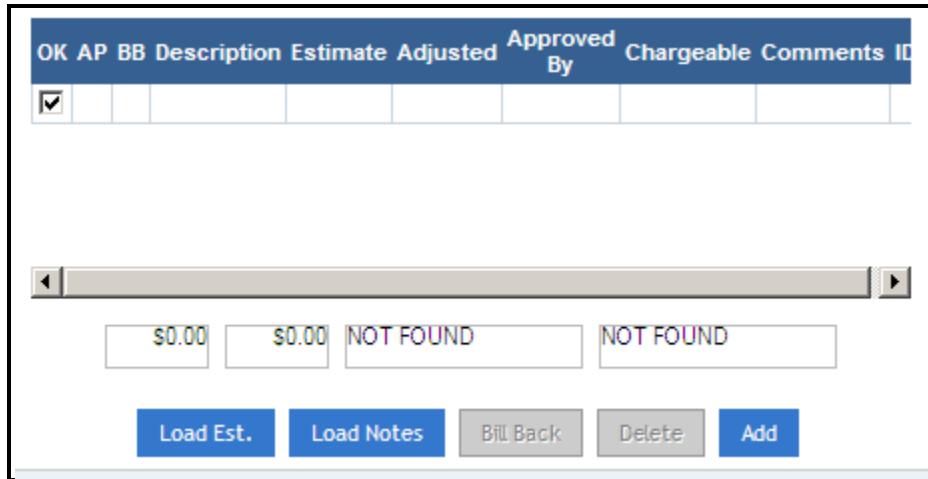 OK AP BB Description Estimate Adjusted Approved By Chargeable Comments ID
$0.00 $0.00 NOT FOUND NOT FOUND
Load Est. Load Notes Bill Back Delete Add